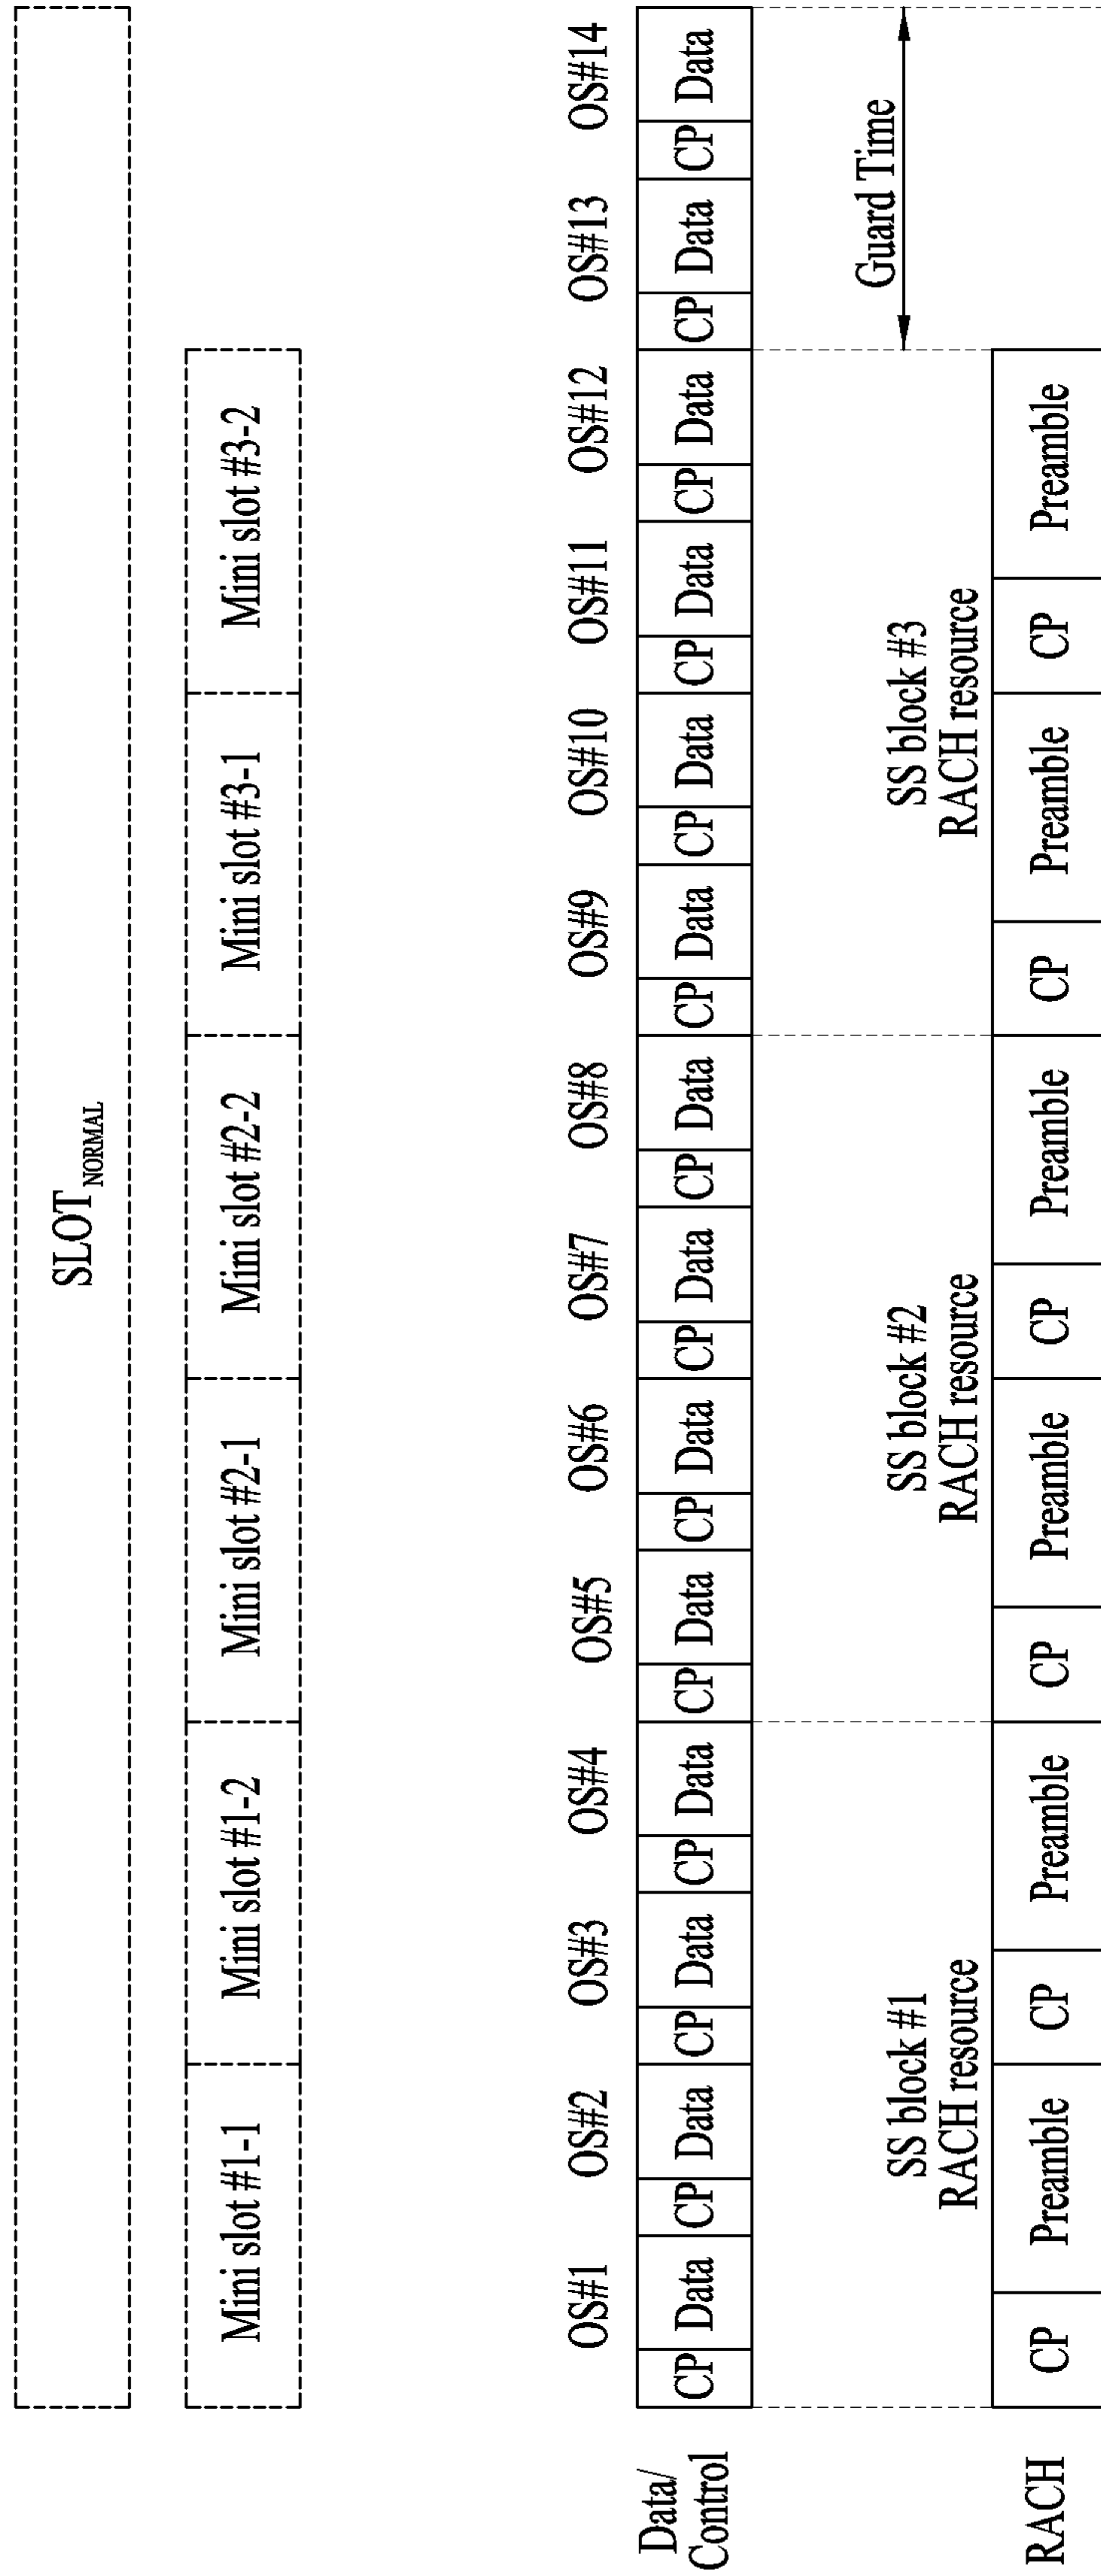 SLOT NORMAL
Mini slot #1-1
Mini slot #1-2
Mini slot #2-1
Mini slot #2-2
Mini slot #3-1
Mini slot #3-2
OS#1
OS#2
OS#3
OS#4
OS#5
OS#6
OS#7
OS#8
OS#9
OS#10
OS#11
OS#12
OS#13
OS#14
Data/
Control
CP Data CP Data CP Data CP Data CP Data CP Data CP Data CP Data CP Data CP Data CP Data CP Data CP Data CP Data
Guard Time
SS block #1
RACH resource
SS block #2
RACH resource
SS block #3
RACH resource
RACH
CP Preamble CP Preamble CP Preamble CP Preamble CP Preamble CP Preamble